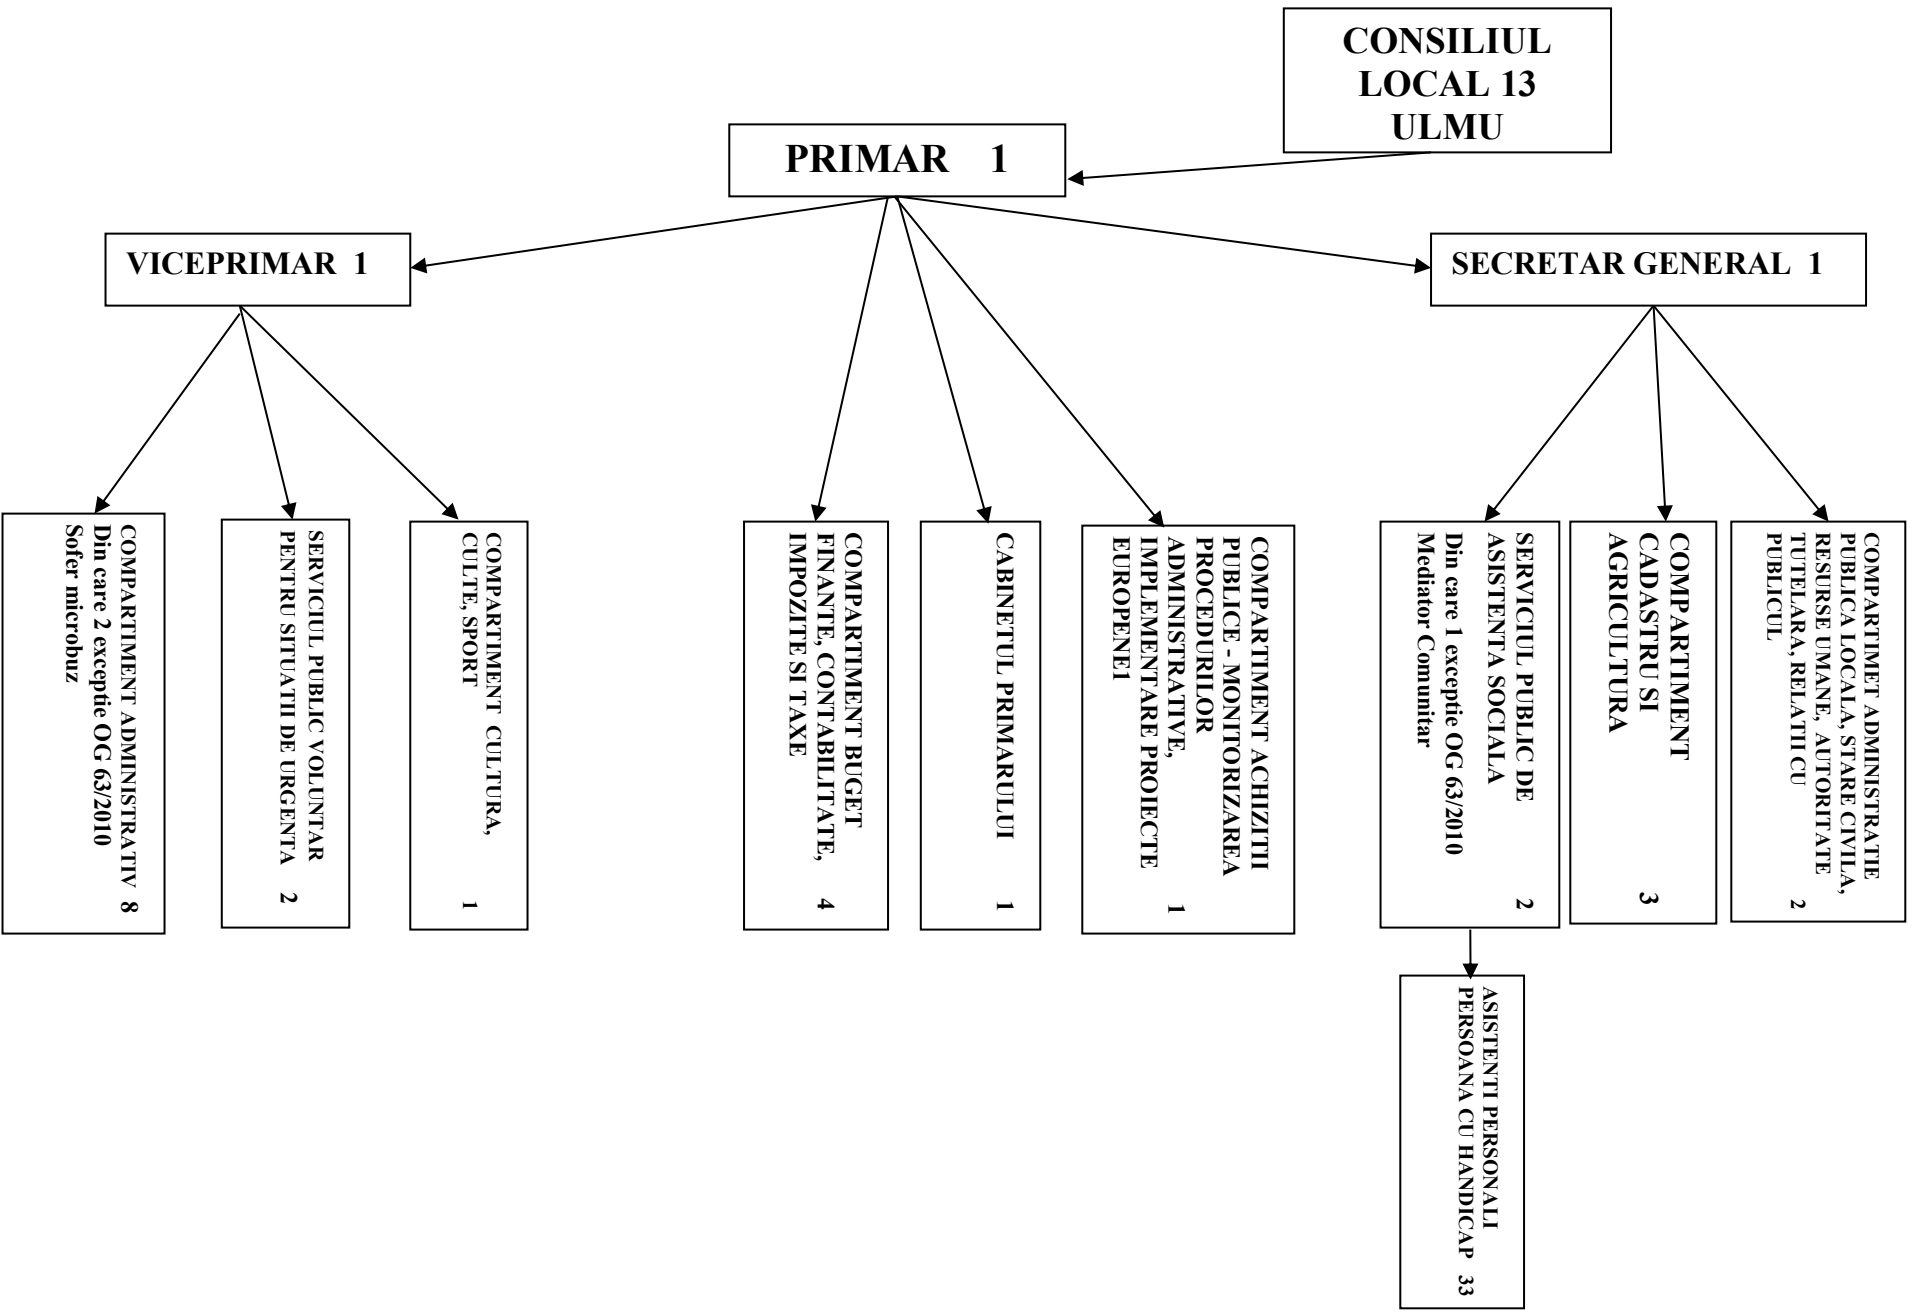 CONSILIUL
LOCAL 13
ULMU
PRIMAR 1
VICEPRIMAR 1
SECRETAR GENERAL 1
COMPARTIMENT ADMINISTRATIV 8
Din care 2 exceptie OG 63/2010
Sofer microbuz
SERVICIUL PUBLIC VOLUNTAR
PENTRU SITUATII DE URGENTA 2
COMPARTIMENT CULTURA,
CULTE, SPORT 1
COMPARTIMENT BUGET
FINANTE, CONTABILITATE,
IMPOZITE SI TAXE 4
CABINETUL PRIMARULUI 1
COMPARTIMENT ACHIZITII
PUBLICE - MONITORIZAREA
PROCEDURILOR
ADMINISTRATIVE,
IMPLEMENTARE PROIECTE
EUROPENE1 1
SERVICIUL PUBLIC DE
ASISTENTA SOCIALA 2
Din care 1 exceptie OG 63/2010
Mediator Comunitar
COMPARTIMENT
CADASTRU SI
AGRICULTURA 3
COMPARTIMET ADMINISTRATIE
PUBLICA LOCALA, STARE CIVILA,
RESURSE UMANE, AUTORITATE
TUTELARA, RELATII CU
PUBLICUL 2
ASISTENTI PERSONALI
PERSOANA CU HANDICAP 33